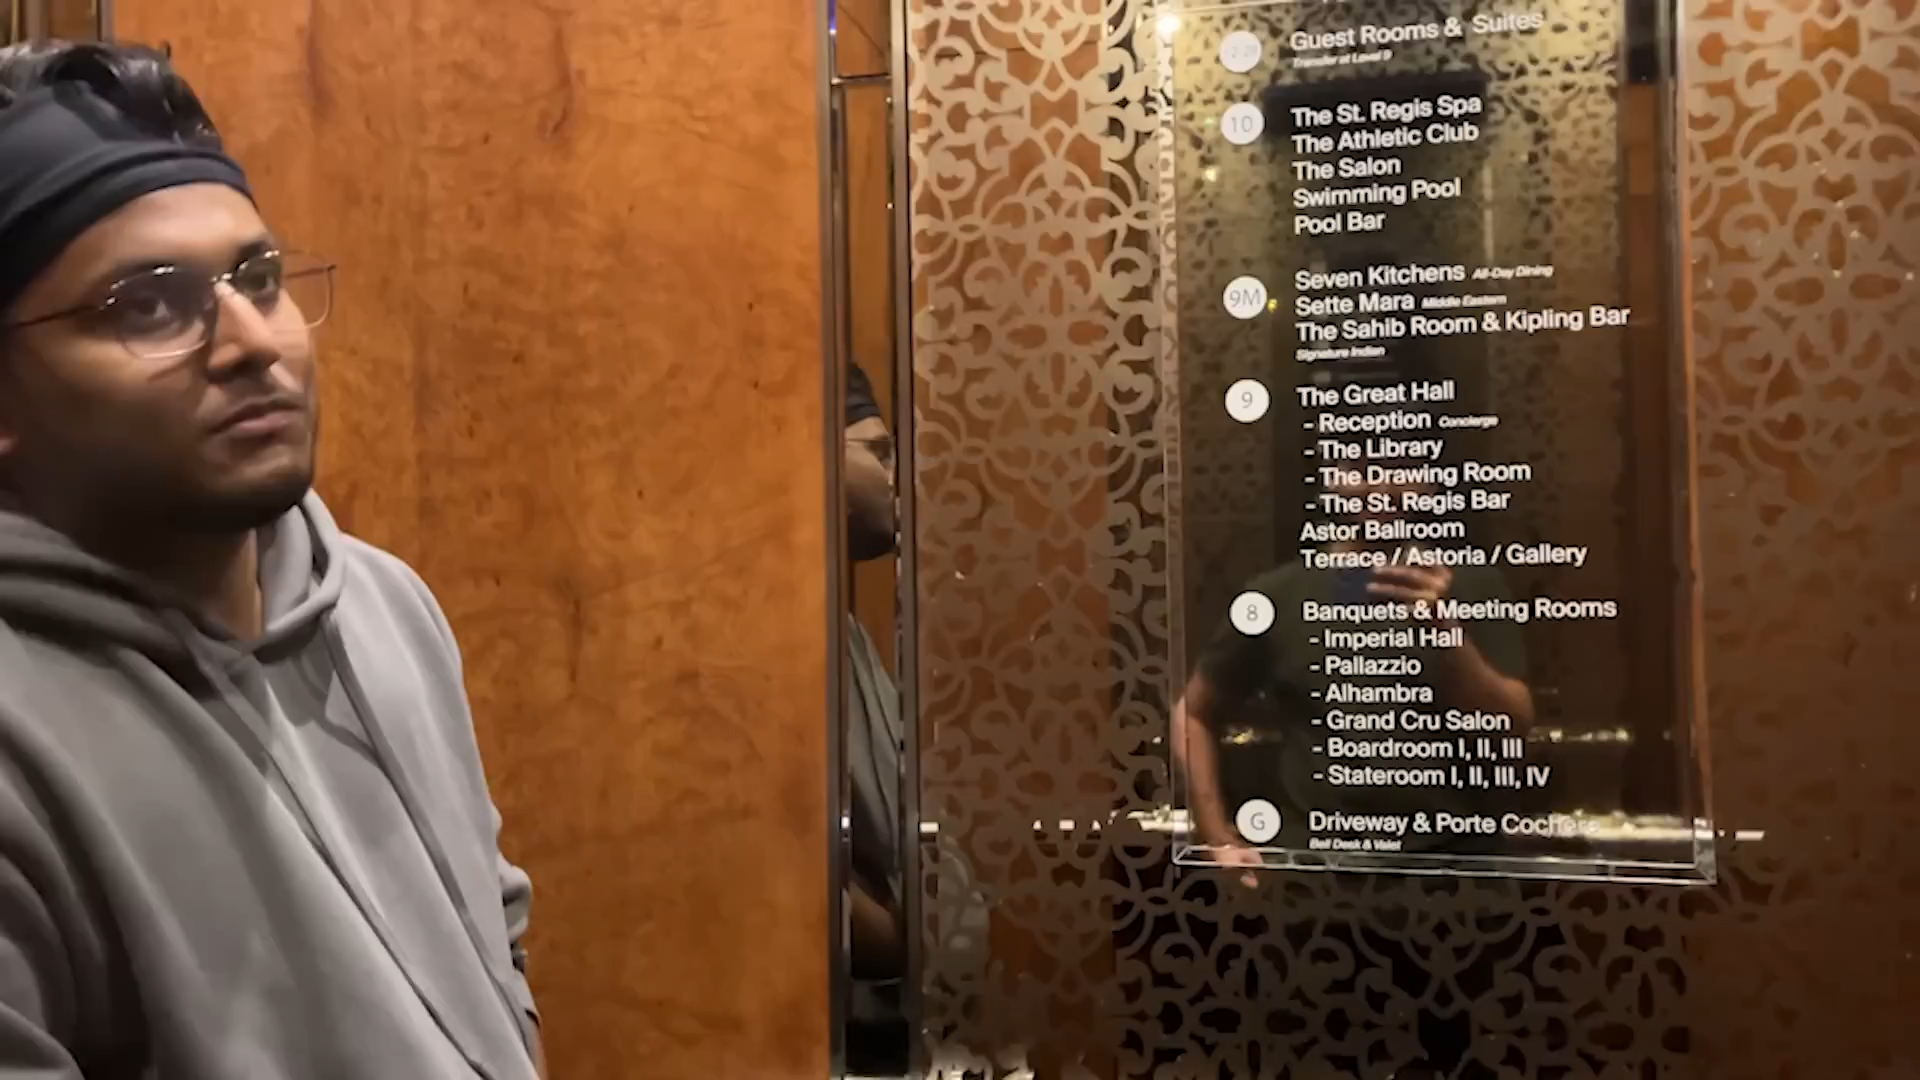 Guest Rooms & Suites
Transfer at Level 9
10
The St. Regis Spa
The Athletic Club
The Salon
Swimming Pool
Pool Bar
9M
Seven Kitchens All-Day Dining
Sette Mara Middle Eastern
The Sahib Room & Kipling Bar
Signature Indian
9
The Great Hall
- Reception Concierge
- The Library
- The Drawing Room
- The St. Regis Bar
Astor Ballroom
Terrace / Astoria / Gallery
8
Banquets & Meeting Rooms
- Imperial Hall
- Pallazzio
- Alhambra
- Grand Cru Salon
- Boardroom I, II, III
- Stateroom I, II, III, IV
G
Driveway & Porte Cochere
Bell Desk & Valet